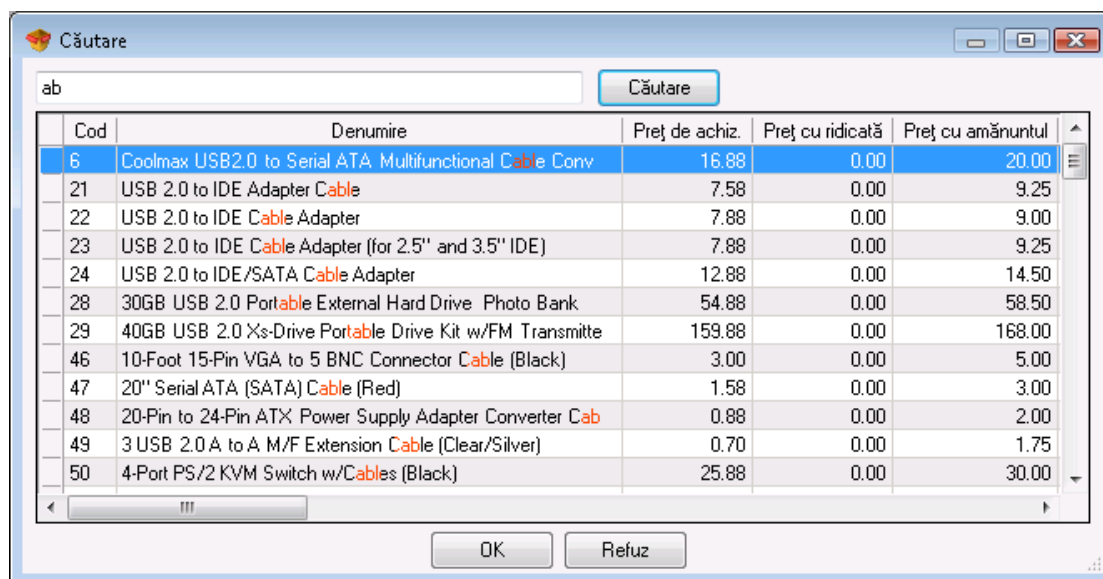 Căutare
ab Căutare
Cod Denumire Preţ de achiz. Preţ cu ridicată Preţ cu amănuntul
6 Coolmax USB2.0 to Serial ATA Multifunctional Cable Conv 16.88 0.00 20.00
21 USB 2.0 to IDE Adapter Cable 7.58 0.00 9.25
22 USB 2.0 to IDE Cable Adapter 7.88 0.00 9.00
23 USB 2.0 to IDE Cable Adapter (for 2.5" and 3.5" IDE) 7.88 0.00 9.25
24 USB 2.0 to IDE/SATA Cable Adapter 12.88 0.00 14.50
28 30GB USB 2.0 Portable External Hard Drive Photo Bank 54.88 0.00 58.50
29 40GB USB 2.0 Xs-Drive Portable Drive Kit w/FM Transmitte 159.88 0.00 168.00
46 10-Foot 15-Pin VGA to 5 BNC Connector Cable (Black) 3.00 0.00 5.00
47 20" Serial ATA (SATA) Cable (Red) 1.58 0.00 3.00
48 20-Pin to 24-Pin ATX Power Supply Adapter Converter Cab 0.88 0.00 2.00
49 3 USB 2.0 A to A M/F Extension Cable (Clear/Silver) 0.70 0.00 1.75
50 4-Port PS/2 KVM Switch w/Cables (Black) 25.88 0.00 30.00
OK Refuz